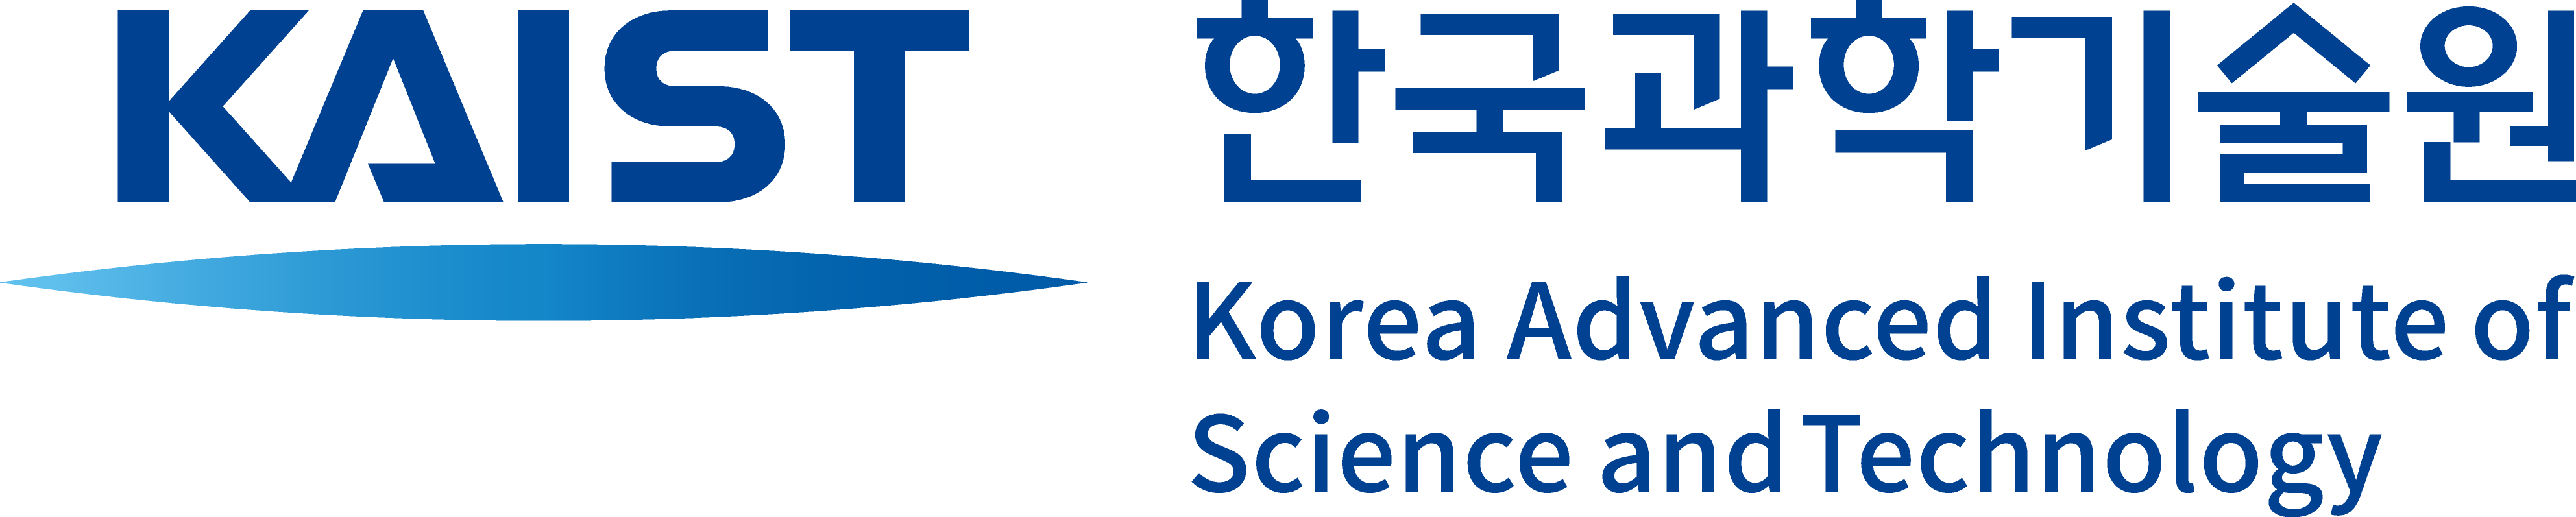 KAIST
한국과학기술원
Korea Advanced Institute of
Science and Technology